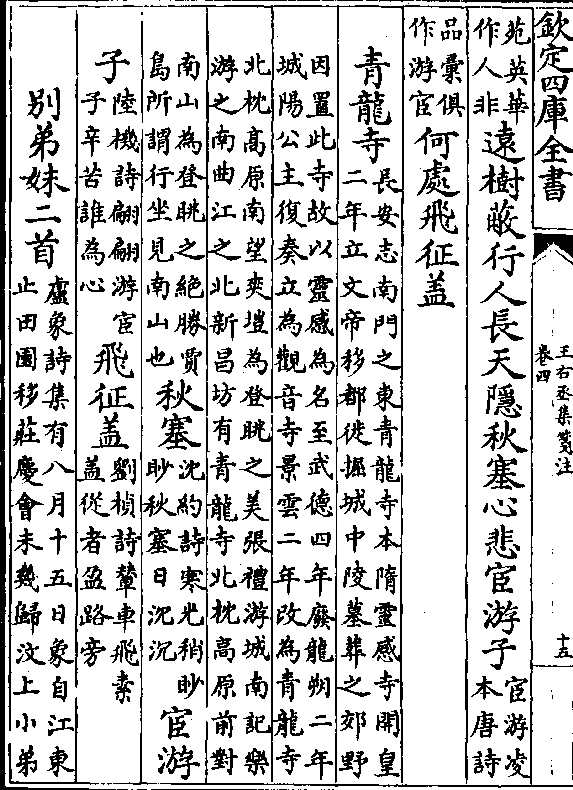 欽定四庫全書
王右丞集箋注
卷四
十五
苑英華
作人非
遠樹蔽行人長天隱秋塞心悲宦游子
宦游凌
本唐詩
品彙俱
作游宦
何處飛征盖
青龍寺
長安志南門之東青龍寺本隋靈感寺開皇
二年立文帝移都徙掘城中陵墓葬之郊野
因置此寺故以靈感為名至武德四年廢龍朔二年
城陽公主復奏立為觀音寺景雲二年改為青龍寺
北枕高原南望爽塏為登眺之美張禮游城南記樂
游之南曲江之北新昌坊有青龍寺北枕高原前對
南山為登眺之絕勝賈
島所謂行坐見南山也
秋塞
沈約詩寒光稍眇
眇秋塞日沉沉
宦游
子
陸機詩翩翩游宦
子辛苦誰為心
飛征盖
劉楨詩輦車飛素
盖從者盈路旁
別弟妹二首
盧象詩集有八月十五日象自江東
止田園移莊慶會未幾歸汶上小弟